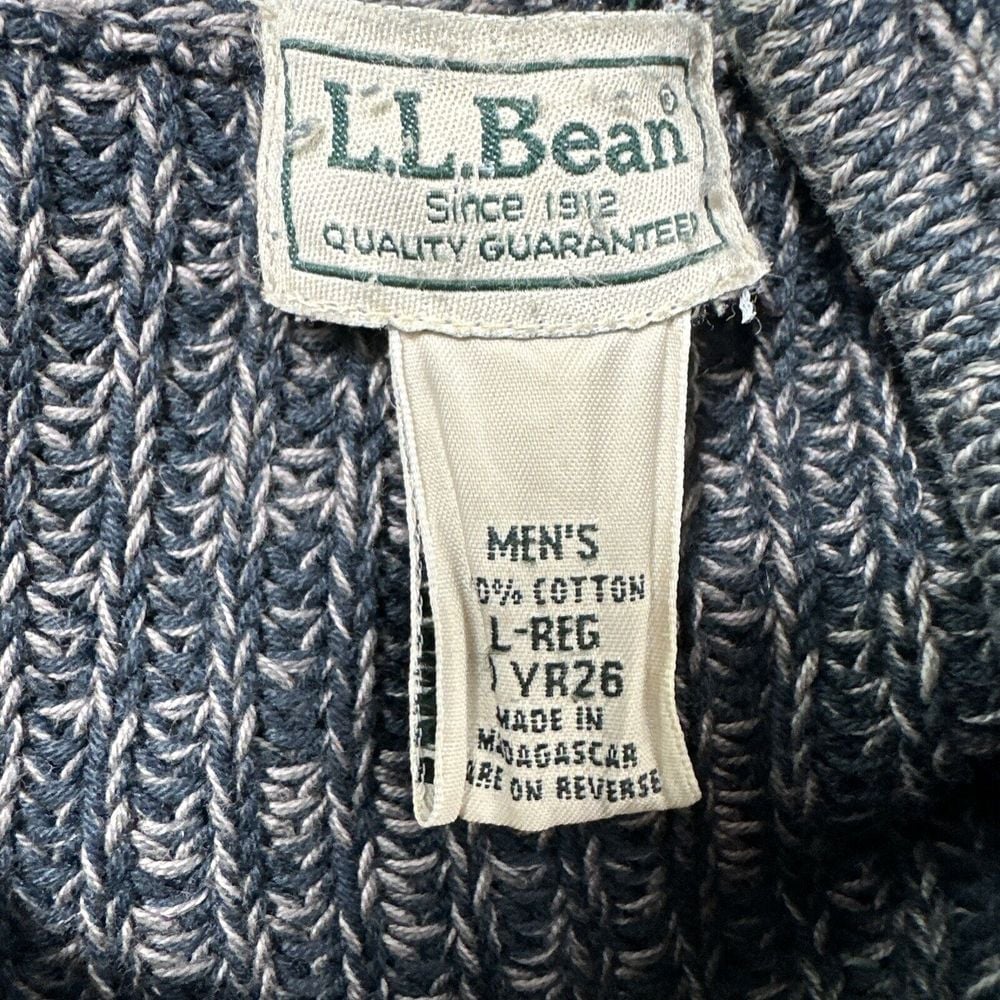 L.L.Bean®
Since 1912
QUALITY GUARANTEED
MEN'S
0% COTTON
L-REG
YR26
MADE IN
MADAGASCAR
ARE ON REVERSE